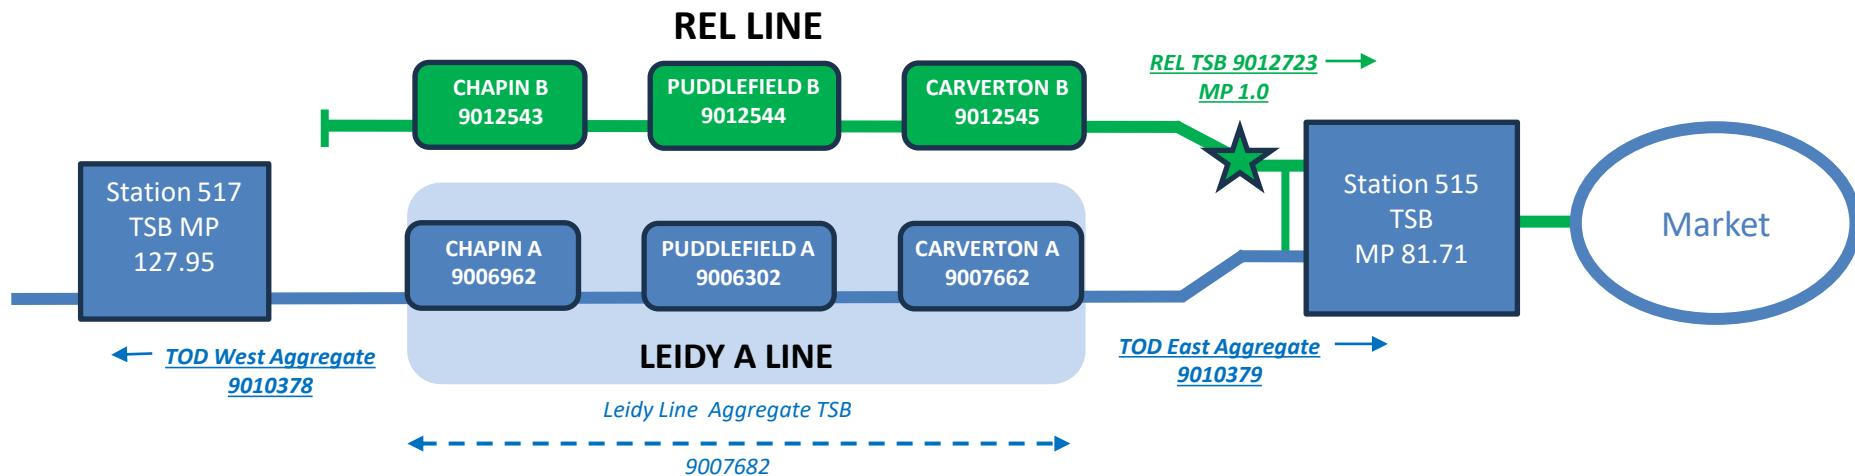 REL LINE
REL TSB 9012723
MP 1.0
CHAPIN B
9012543
PUDDLEFIELD B
9012544
CARVERTON B
9012545
Station 517
TSB MP
127.95
Station 515
TSB
MP 81.71
Market
CHAPIN A
9006962
PUDDLEFIELD A
9006302
CARVERTON A
9007662
TOD West Aggregate
9010378
LEIDY A LINE
TOD East Aggregate
9010379
Leidy Line Aggregate TSB
9007682